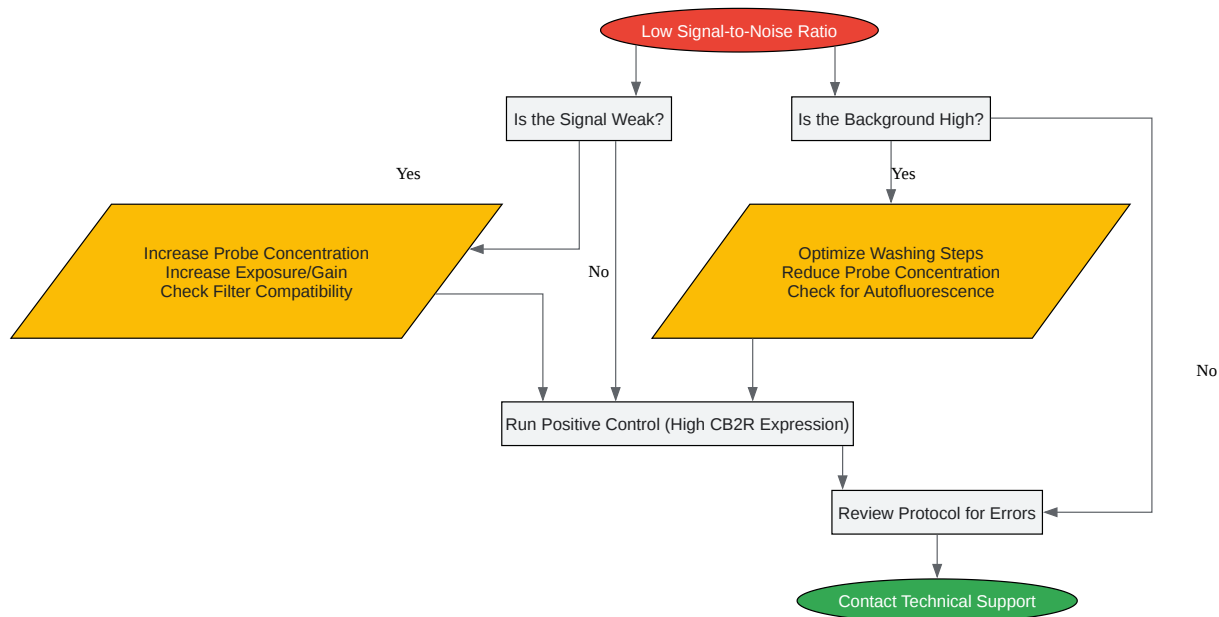 Low Signal-to-Noise Ratio
Is the Signal Weak?
Is the Background High?
Yes
Yes
Increase Probe Concentration
Increase Exposure/Gain
Check Filter Compatibility
No
Optimize Washing Steps
Reduce Probe Concentration
Check for Autofluorescence
No
Run Positive Control (High CB2R Expression)
Review Protocol for Errors
Contact Technical Support